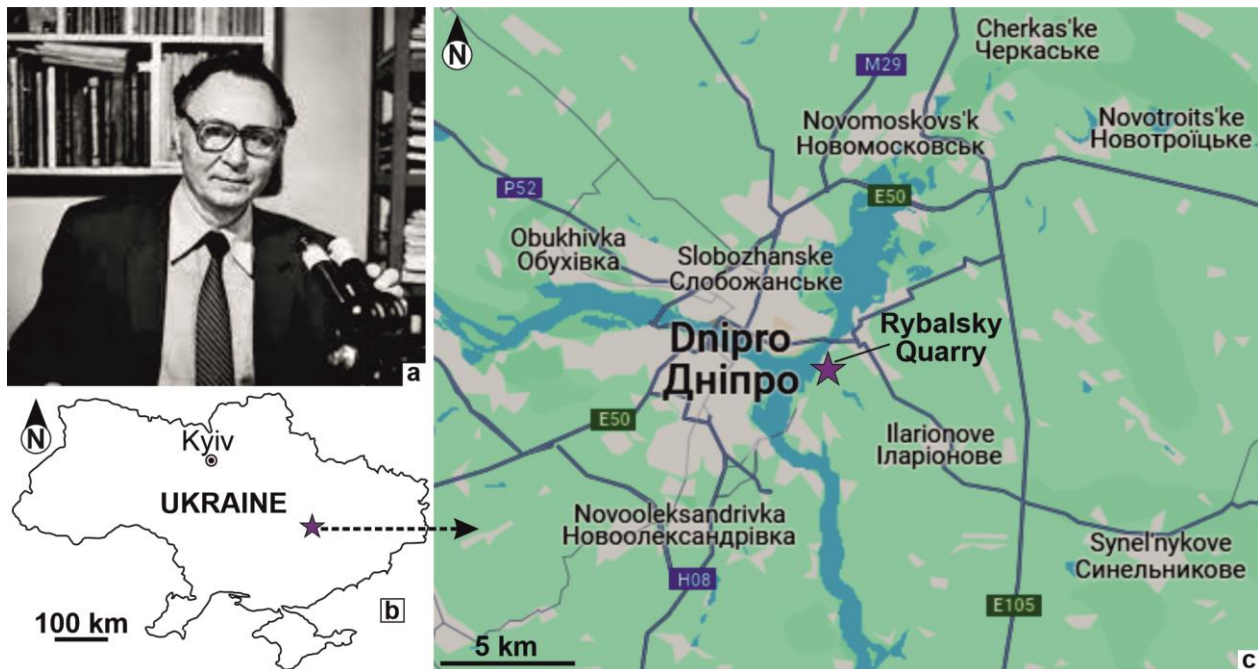 a
N
Kyiv
UKRAINE
100 km
b
N
Cherkas'ke
Черкаське
M29
Novomoskovs'k
Новомосковськ
Novotroits'ke
Новотроїцьке
E50
P52
Obukhivka
Обухівка
Slobozhanske
Слобожанське
Rybalsky
Quarry
Dnipro
Дніпро
E50
Ilarionove
Іларіонове
Novooleksandrivka
Новоолександрівка
Synel'nykove
Синельникове
H08
E105
5 km
c